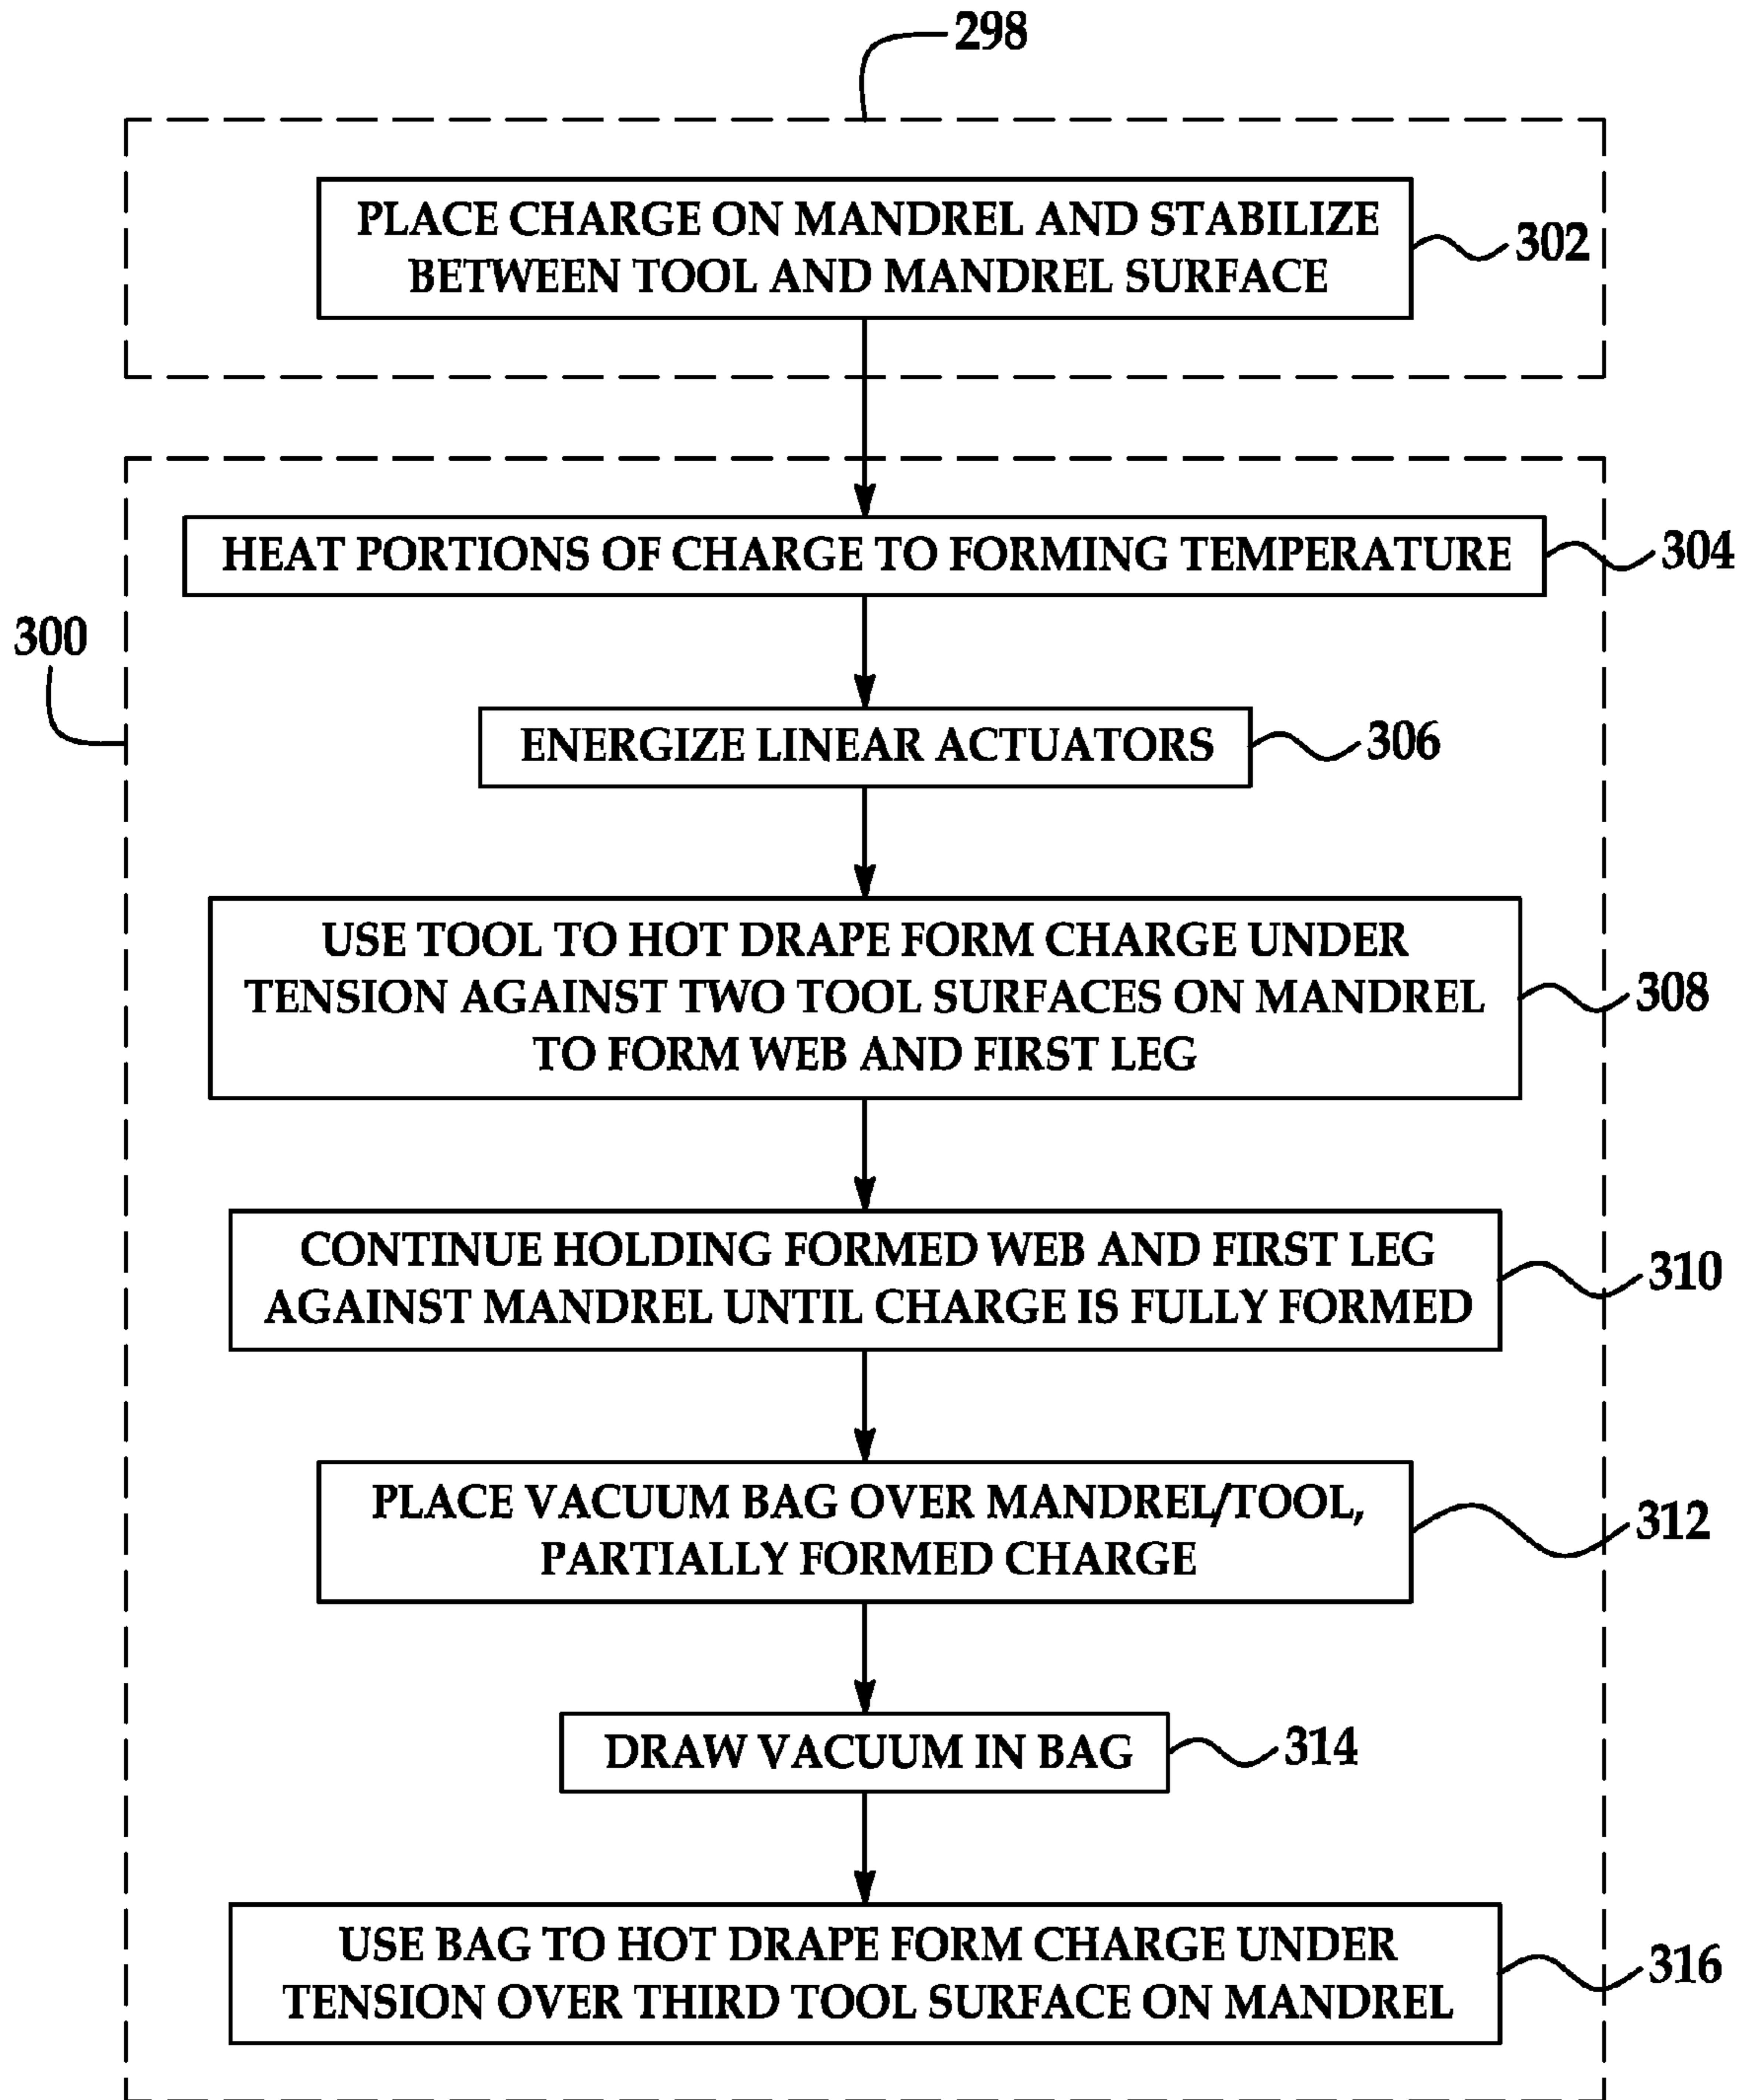 298
PLACE CHARGE ON MANDREL AND STABILIZE
BETWEEN TOOL AND MANDREL SURFACE
302
HEAT PORTIONS OF CHARGE TO FORMING TEMPERATURE
304
300
ENERGIZE LINEAR ACTUATORS
306
USE TOOL TO HOT DRAPE FORM CHARGE UNDER
TENSION AGAINST TWO TOOL SURFACES ON MANDREL
TO FORM WEB AND FIRST LEG
308
CONTINUE HOLDING FORMED WEB AND FIRST LEG
AGAINST MANDREL UNTIL CHARGE IS FULLY FORMED
310
PLACE VACUUM BAG OVER MANDREL/TOOL,
PARTIALLY FORMED CHARGE
312
DRAW VACUUM IN BAG
314
USE BAG TO HOT DRAPE FORM CHARGE UNDER
TENSION OVER THIRD TOOL SURFACE ON MANDREL
316